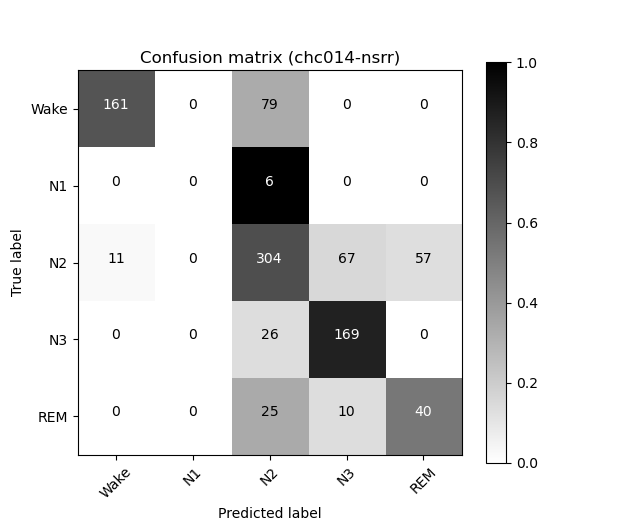 Confusion matrix (chc014-nsrr)
True label
Wake 161 0 79 0 0
N1 0 0 6 0 0
N2 11 0 304 67 57
N3 0 0 26 169 0
REM 0 0 25 10 40
Wake N1 N2 N3 REM
Predicted label
1.0
0.8
0.6
0.4
0.2
0.0